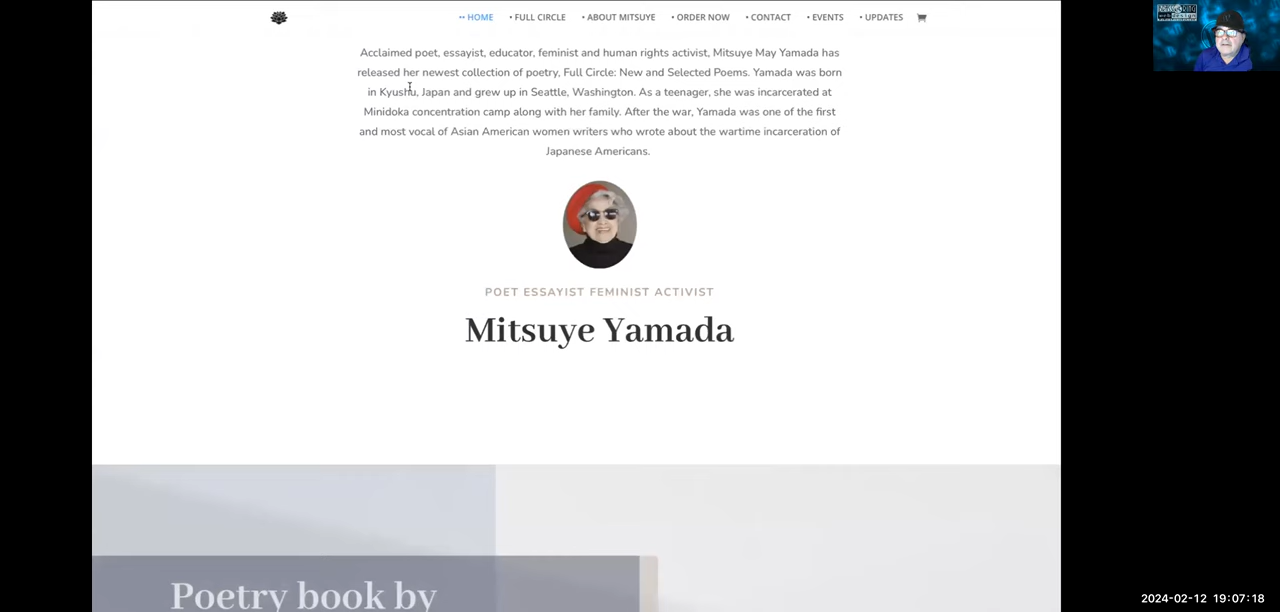 •• HOME • FULL CIRCLE • ABOUT MITSUYE • ORDER NOW • CONTACT • EVENTS • UPDATES
Acclaimed poet, essayist, educator, feminist and human rights activist, Mitsuye May Yamada has
released her newest collection of poetry, Full Circle: New and Selected Poems. Yamada was born
in Kyushu, Japan and grew up in Seattle, Washington. As a teenager, she was incarcerated at
Minidoka concentration camp along with her family. After the war, Yamada was one of the first
and most vocal of Asian American women writers who wrote about the wartime incarceration of
Japanese Americans.
POET ESSAYIST FEMINIST ACTIVIST
Mitsuye Yamada
Poetry book by
2024-02-12 19:07:18